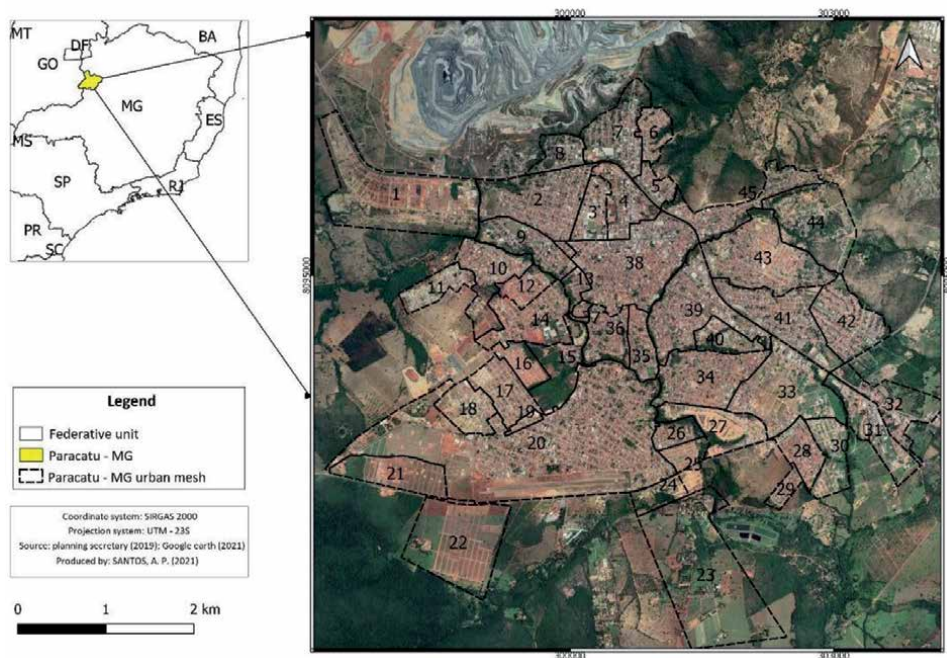 MT
DF
BA
GO
MG
ES
MS
SP
RJ
PR
SC
Legend
Federative unit
Paracatu - MG
Paracatu - MG urban mesh
Coordinate system: SIRGAS 2000
Projection system: UTM - 23S
Source: planning secretary (2019); Google earth (2021)
Produced by: SANTOS, A. P. (2021)
0 1 2 km
300000 303000
7 6
8
5
1 2 3 4 45
44
9 38 43
10
11 12 13
14 37 36 39 41 42
40
15 35
16 34 33
17
18 19 32
20 26 27 31
28 30
25
21 24 29
22
23
300000 303000